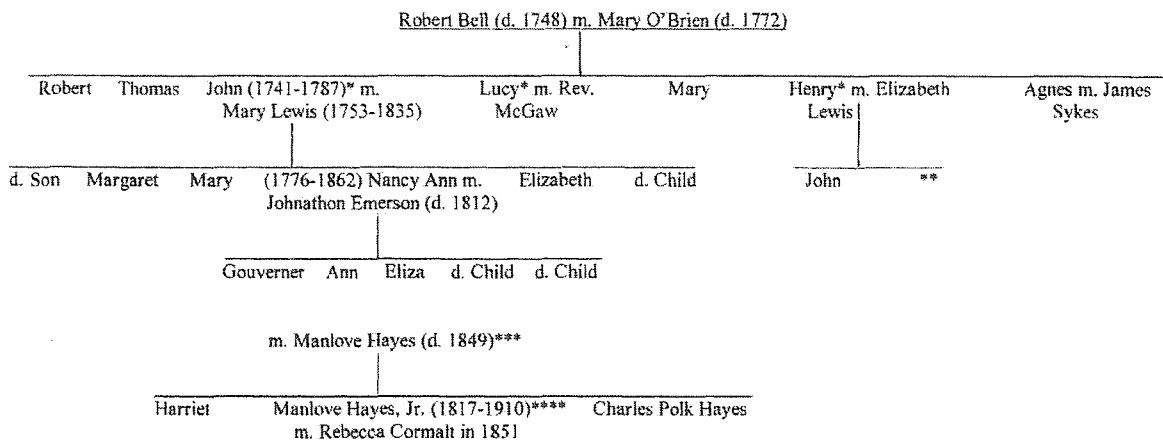 Robert Bell (d. 1748) m. Mary O'Brien (d. 1772)
Robert Thomas John (1741-1787)* m. Lucy* m. Rev. Mary Henry* m. Elizabeth Agnes m. James
Mary Lewis (1753-1835) McGaw Lewis Sykes
d. Son Margaret Mary (1776-1862) Nancy Ann m. Elizabeth d. Child John **
Johnathon Emerson (d. 1812)
Gouverner Ann Eliza d. Child d. Child
m. Manlove Hayes (d. 1849)***
Harriet Manlove Hayes, Jr. (1817-1910)**** Charles Polk Hayes
m. Rebecca Cormalt in 1851